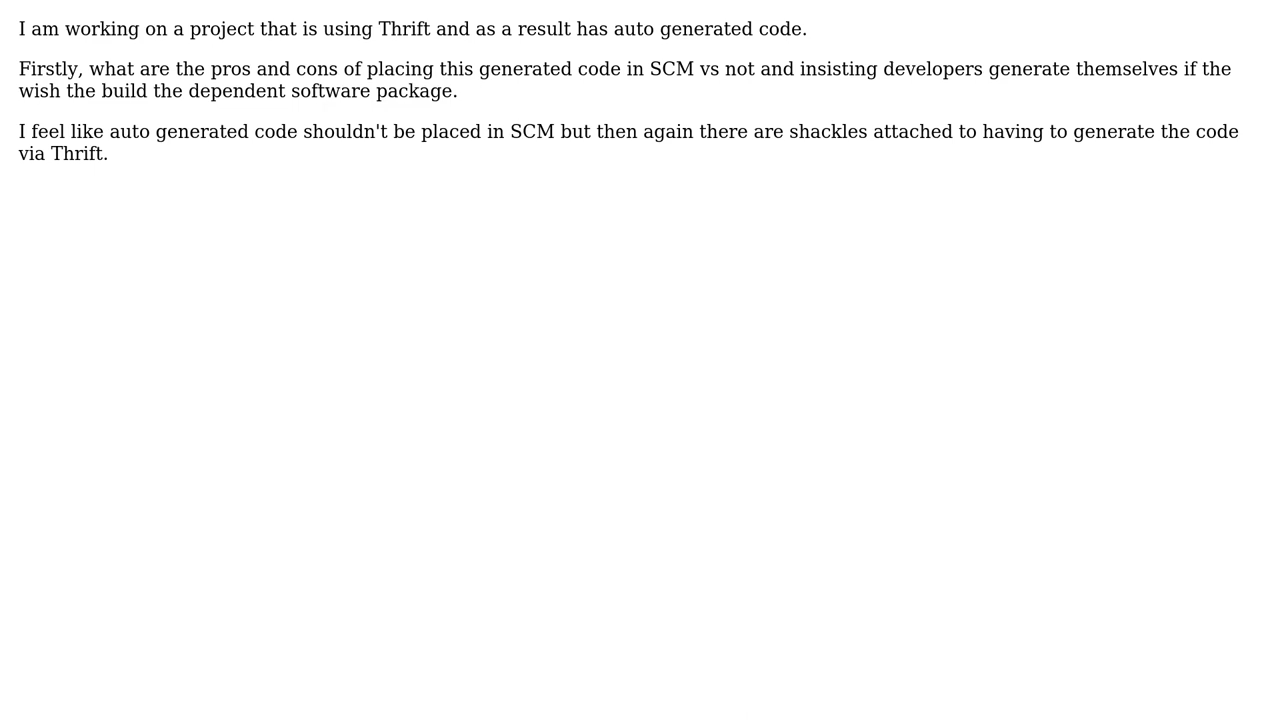 I am working on a project that is using Thrift and as a result has auto generated code.
Firstly, what are the pros and cons of placing this generated code in SCM vs not and insisting developers generate themselves if the
wish the build the dependent software package.
I feel like auto generated code shouldn't be placed in SCM but then again there are shackles attached to having to generate the code
via Thrift.